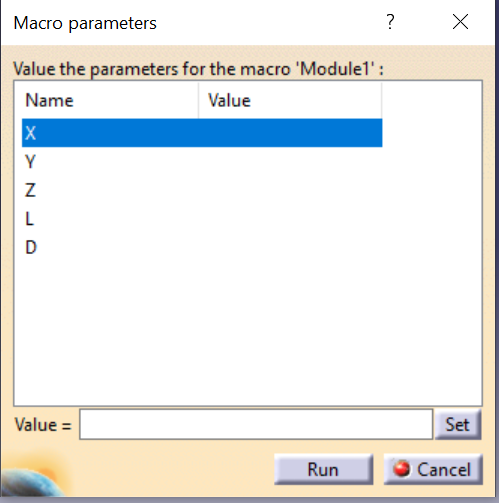 Macro parameters ?
Value the parameters for the macro 'Module1' :
Name Value
X
Y
Z
L
D
Value = Set
Run Cancel